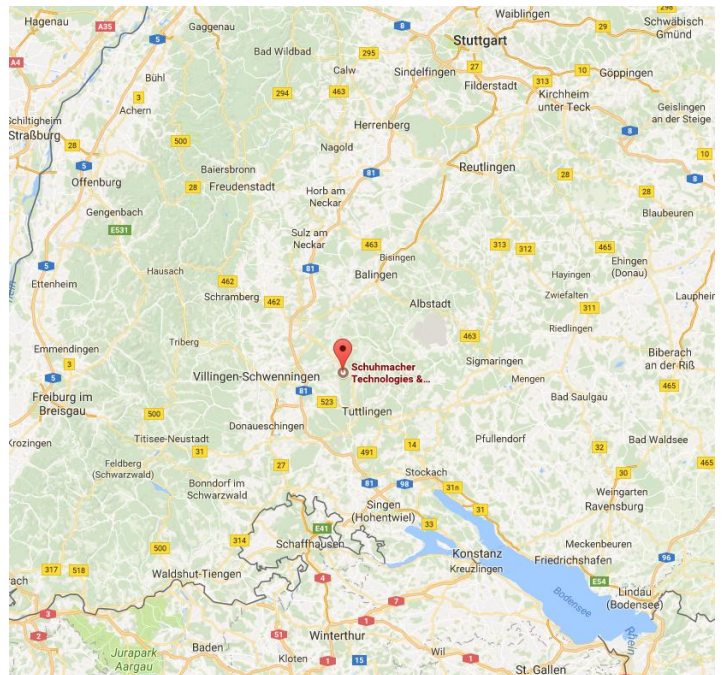 Hagenau
A35
5
Gaggenau
8
Waiblingen
29
298
Schwäbisch
Gmünd
Stuttgart
A4
Bad Wildbad
295
Bühl
Calw
Sindelfingen
27
10
Göppingen
3
Achern
294
463
Filderstadt
313
Kirchheim
unter Teck
Geislingen
an der Steige
Schiltigheim
Straßburg
Herrenberg
8
28
500
Nagold
10
5
Offenburg
Baiersbronn
81
Reutlingen
28
8
28
Freudenstadt
Horb am
Neckar
28
Gengenbach
Blaubeuren
E531
Sulz am
Neckar
463
313
312
465
Bisingen
5
Hausach
81
Balingen
Hayingen
Ehingen
(Donau)
Ettenheim
462
Schramberg
462
Albstadt
Zwiefalten
311
Laupheim
Emmendingen
Triberg
463
Riedlingen
3
Schuhmacher
Technologies &...
Sigmaringen
Biberach
an der Riß
5
Villingen-Schwenningen
Mengen
465
Freiburg im
Breisgau
81
523
Bad Saulgau
500
Tuttlingen
Donaueschingen
Krozingen
Titisee-Neustadt
31
491
14
Pfullendorf
32
Bad Waldsee
Feldberg
(Schwarzwald)
27
465
Stockach
30
Bonndorf im
Schwarzwald
81
98
31n
31
Weingarten
Ravensburg
Singen
(Hohentwiel)
E41
33
314
Schaffhausen
Meckenbeuren
500
Konstanz
Friedrichshafen
96
317
518
Waldshut-Tiengen
4
Kreuzlingen
E54
Lindau
(Bodensee)
Bodensee
3
7
1
2
51
Winterthur
Rhein
Jurapark
Aargau
Baden
Kloten
1
15
Wil
1
St. Gallen